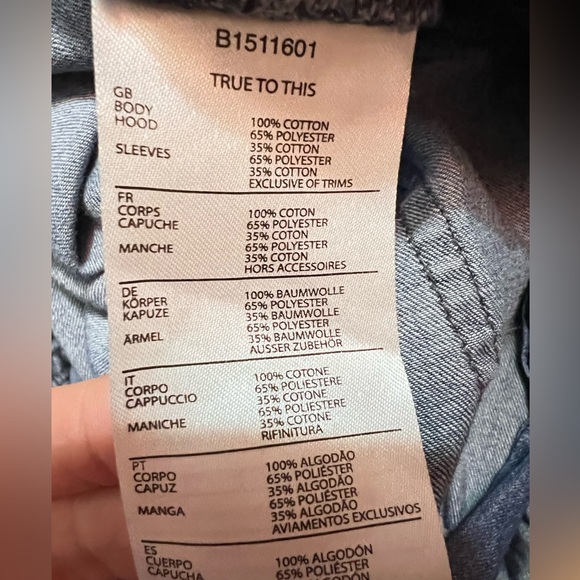 B1511601
TRUE TO THIS
GB
BODY 100% COTTON
HOOD 65% POLYESTER
35% COTTON
SLEEVES 65% POLYESTER
35% COTTON
EXCLUSIVE OF TRIMS
FR
CORPS 100% COTON
CAPUCHE 65% POLYESTER
35% COTON
MANCHE 65% POLYESTER
35% COTON
HORS ACCESSOIRES
DE
KÖRPER 100% BAUMWOLLE
KAPUZE 65% POLYESTER
35% BAUMWOLLE
ÄRMEL 65% POLYESTER
35% BAUMWOLLE
AUSSER ZUBEHÖR
IT
CORPO 100% COTONE
CAPPUCCIO 65% POLIESTERE
35% COTONE
MANICHE 65% POLIESTERE
35% COTONE
RIFINITURA
PT
CORPO 100% ALGODÃO
CAPUZ 65% POLIÉSTER
35% ALGODÃO
MANGA 65% POLIÉSTER
35% ALGODÃO
AVIAMENTOS EXCLUSIVOS
ES
CUERPO 100% ALGODÓN
CAPUCHA 65% POLIÉSTER